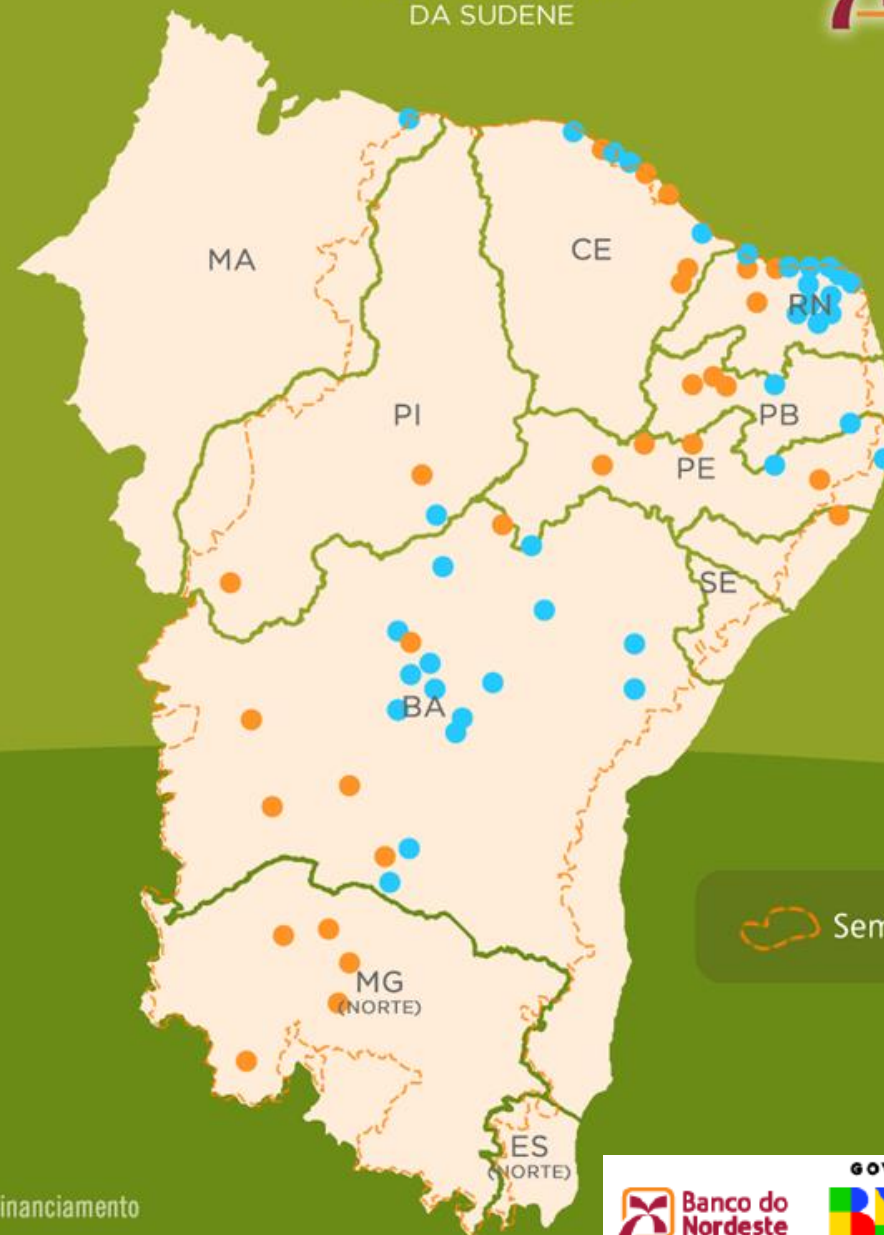 DA SUDENE
MA
CE
RN
PI
PB
PE
SE
BA
Sem
MG
(NORTE)
ES
(NORTE)
inanciamento
GOV
Banco do
Nordeste